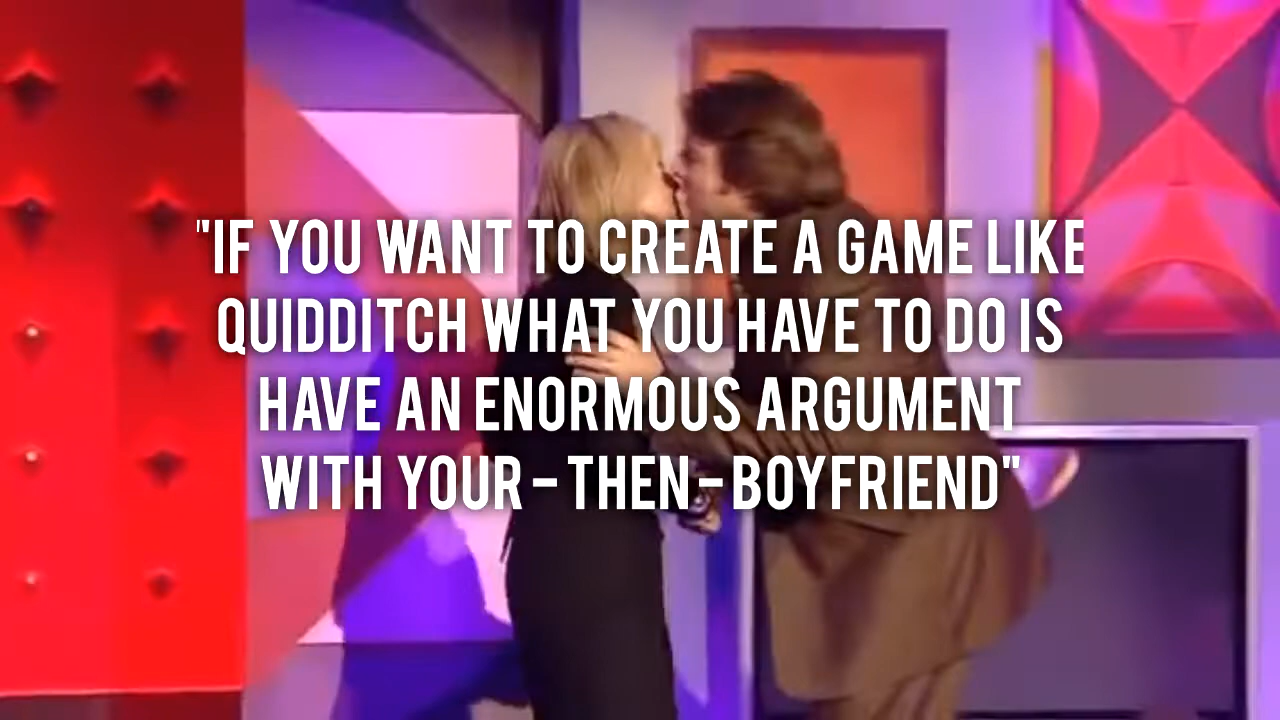 "IF YOU WANT TO CREATE A GAME LIKE
QUIDDITCH WHAT YOU HAVE TO DO IS
HAVE AN ENORMOUS ARGUMENT
WITH YOUR - THEN - BOYFRIEND"